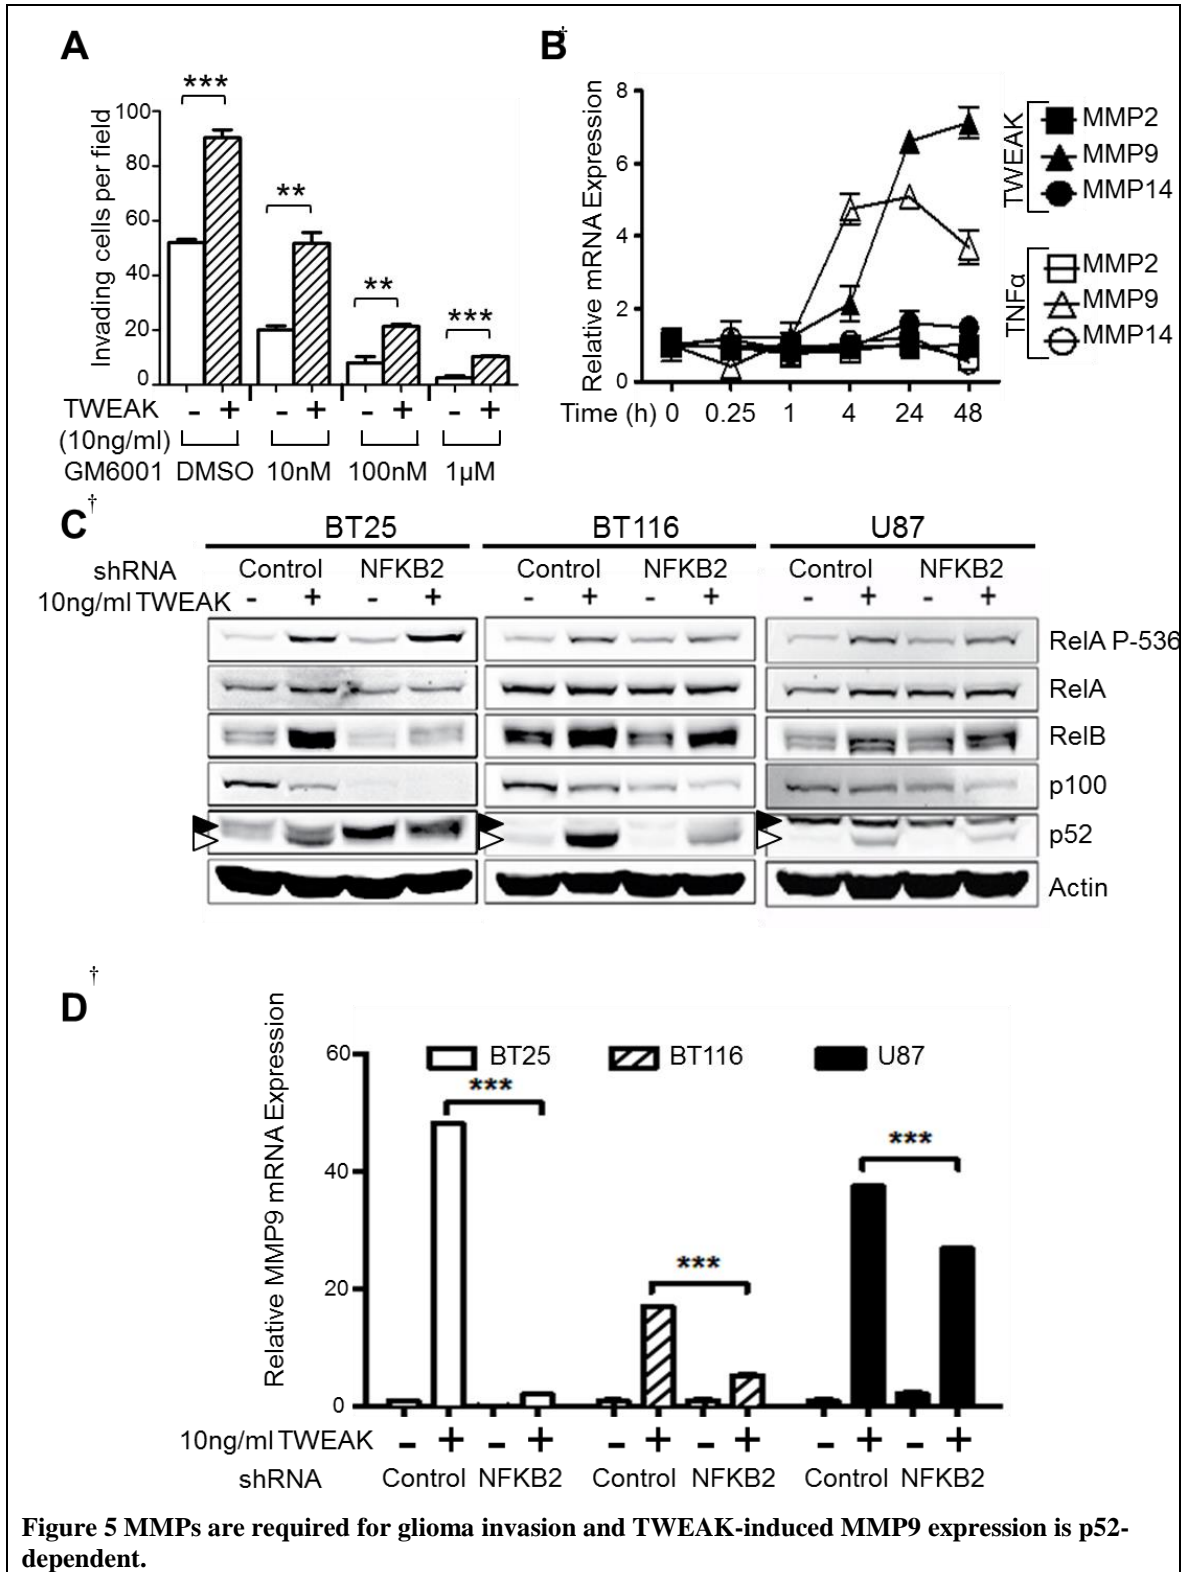 A
***
**
**
***
Invading cells per field
100
80
60
40
20
0
TWEAK - + - + - + - +
(10ng/ml)
GM6001 DMSO 10nM 100nM 1µM
B†
Relative mRNA Expression
8
6
4
2
0
Time (h) 0 0.25 1 4 24 48
TWEAK
MMP2
MMP9
MMP14
TNFα
MMP2
MMP9
MMP14
C†
BT25 BT116 U87
shRNA Control NFKB2 Control NFKB2 Control NFKB2
10ng/ml TWEAK - + - + - + - + - + - +
RelA P-536
RelA
RelB
p100
p52
Actin
D†
Relative MMP9 mRNA Expression
60
40
20
0
BT25 BT116 U87
***
***
***
10ng/ml TWEAK - + - + - + - + - + - +
shRNA Control NFKB2 Control NFKB2 Control NFKB2
Figure 5 MMPs are required for glioma invasion and TWEAK-induced MMP9 expression is p52-
dependent.